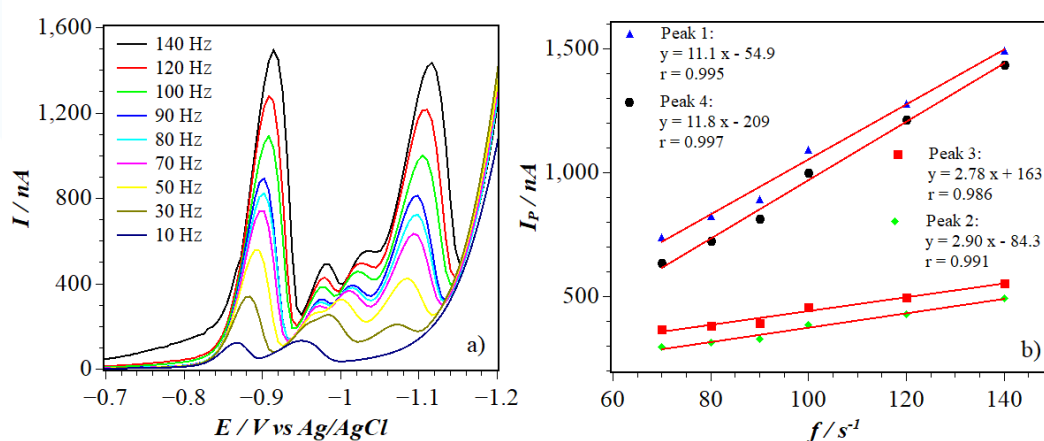 1,600
1,200
800
400
0
I / nA
140 Hz
120 Hz
100 Hz
90 Hz
80 Hz
70 Hz
50 Hz
30 Hz
10 Hz
a)
−0.7 −0.8 −0.9 −1 −1.1 −1.2
E / V vs Ag/AgCl
1,500
1,000
500
I_P / nA
Peak 1:
y = 11.1 x - 54.9
r = 0.995
Peak 4:
y = 11.8 x - 209
r = 0.997
Peak 3:
y = 2.78 x + 163
r = 0.986
Peak 2:
y = 2.90 x - 84.3
r = 0.991
b)
60 80 100 120 140
f / s⁻¹